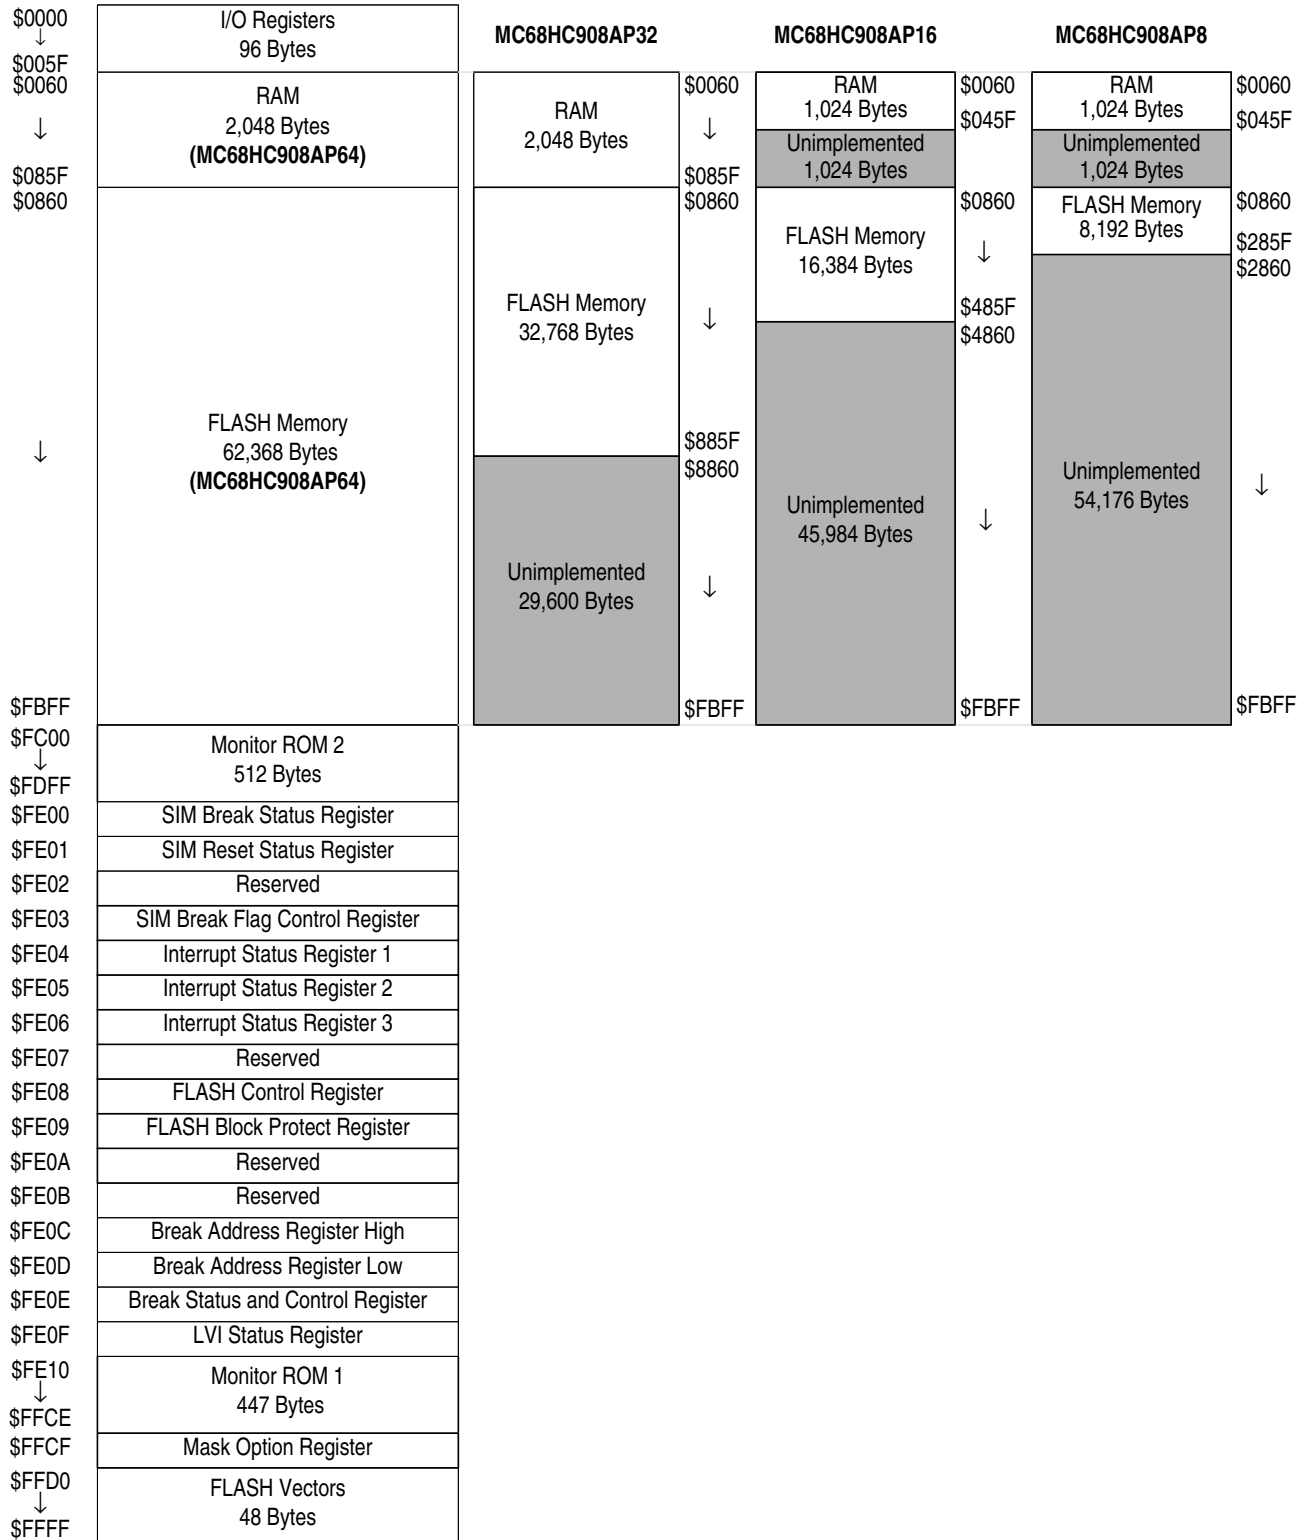 $0000
↓
$005F
I/O Registers
96 Bytes
MC68HC908AP32
MC68HC908AP16
MC68HC908AP8
$0060
↓
$085F
RAM
2,048 Bytes
(MC68HC908AP64)
RAM
2,048 Bytes
$0060
↓
$085F
RAM
1,024 Bytes
$0060
$045F
Unimplemented
1,024 Bytes
RAM
1,024 Bytes
$0060
$045F
Unimplemented
1,024 Bytes
$0860
↓
$FBFF
FLASH Memory
62,368 Bytes
(MC68HC908AP64)
FLASH Memory
32,768 Bytes
$0860
↓
$885F
$8860
Unimplemented
29,600 Bytes
↓
$FBFF
FLASH Memory
16,384 Bytes
$0860
↓
$485F
$4860
Unimplemented
45,984 Bytes
↓
$FBFF
FLASH Memory
8,192 Bytes
$0860
$285F
$2860
Unimplemented
54,176 Bytes
↓
$FBFF
$FC00
↓
$FDFF
Monitor ROM 2
512 Bytes
$FE00 SIM Break Status Register
$FE01 SIM Reset Status Register
$FE02 Reserved
$FE03 SIM Break Flag Control Register
$FE04 Interrupt Status Register 1
$FE05 Interrupt Status Register 2
$FE06 Interrupt Status Register 3
$FE07 Reserved
$FE08 FLASH Control Register
$FE09 FLASH Block Protect Register
$FE0A Reserved
$FE0B Reserved
$FE0C Break Address Register High
$FE0D Break Address Register Low
$FE0E Break Status and Control Register
$FE0F LVI Status Register
$FE10
↓
$FFCE
Monitor ROM 1
447 Bytes
$FFCF Mask Option Register
$FFD0
↓
$FFFF
FLASH Vectors
48 Bytes